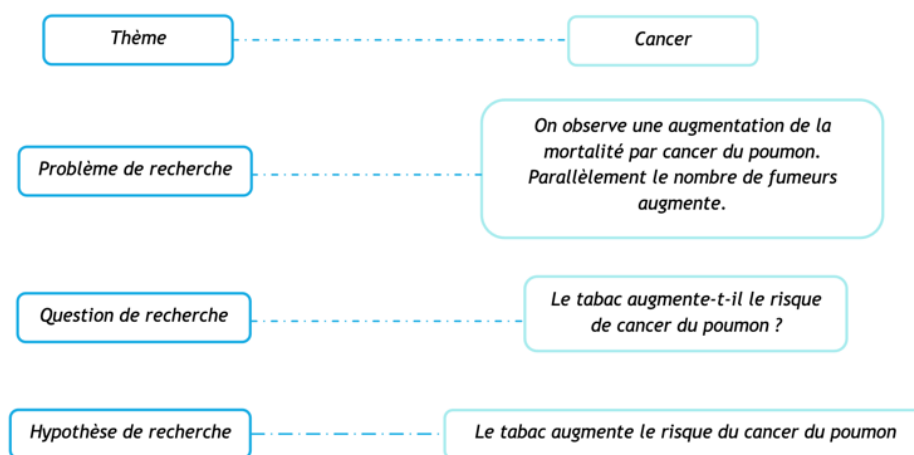 Thème
Cancer
Problème de recherche
On observe une augmentation de la
mortalité par cancer du poumon.
Parallèlement le nombre de fumeurs
augmente.
Question de recherche
Le tabac augmente-t-il le risque
de cancer du poumon ?
Hypothèse de recherche
Le tabac augmente le risque du cancer du poumon